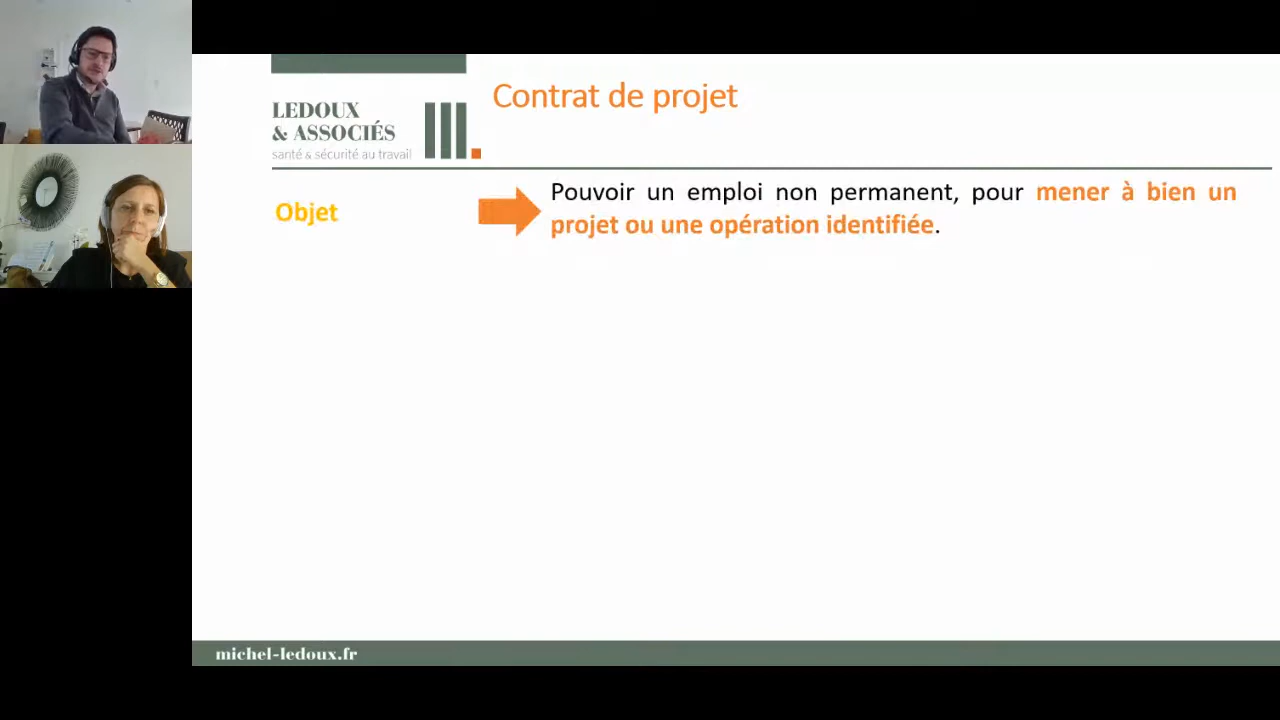 LEDOUX
& ASSOCIÉS
santé & sécurité au travail
Contrat de projet
Objet
Pouvoir un emploi non permanent, pour mener à bien un
projet ou une opération identifiée.
michel-ledoux.fr